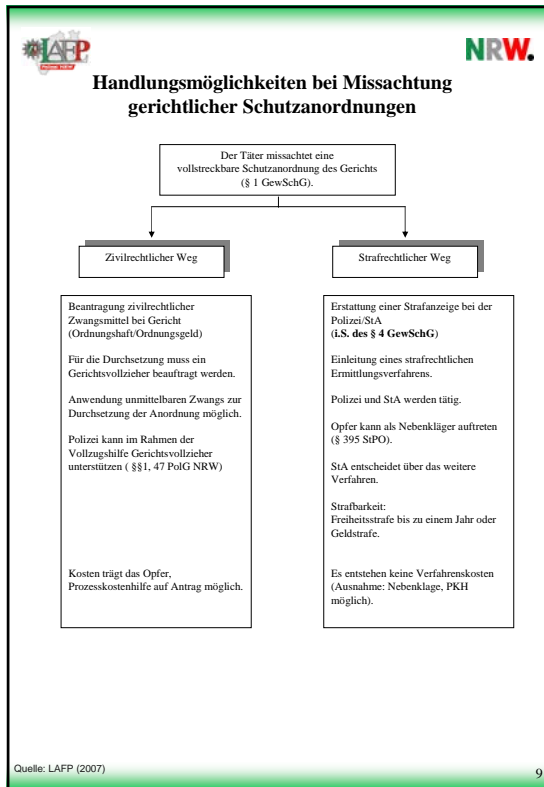 LAFP
Polizei NRW
NRW.
Handlungsmöglichkeiten bei Missachtung
gerichtlicher Schutzanordnungen
Der Täter missachtet eine
vollstreckbare Schutzanordnung des Gerichts
(§ 1 GewSchG).
Zivilrechtlicher Weg
Beantragung zivilrechtlicher
Zwangsmittel bei Gericht
(Ordnungshaft/Ordnungsgeld)
Für die Durchsetzung muss ein
Gerichtsvollzieher beauftragt werden.
Anwendung unmittelbaren Zwangs zur
Durchsetzung der Anordnung möglich.
Polizei kann im Rahmen der
Vollzugshilfe Gerichtsvollzieher
unterstützen ( §§1, 47 PolG NRW)
Kosten trägt das Opfer,
Prozesskostenhilfe auf Antrag möglich.
Strafrechtlicher Weg
Erstattung einer Strafanzeige bei der
Polizei/StA
(i.S. des § 4 GewSchG)
Einleitung eines strafrechtlichen
Ermittlungsverfahrens.
Polizei und StA werden tätig.
Opfer kann als Nebenkläger auftreten
(§ 395 StPO).
StA entscheidet über das weitere
Verfahren.
Strafbarkeit:
Freiheitsstrafe bis zu einem Jahr oder
Geldstrafe.
Es entstehen keine Verfahrenskosten
(Ausnahme: Nebenklage, PKH
möglich).
Quelle: LAFP (2007)
9